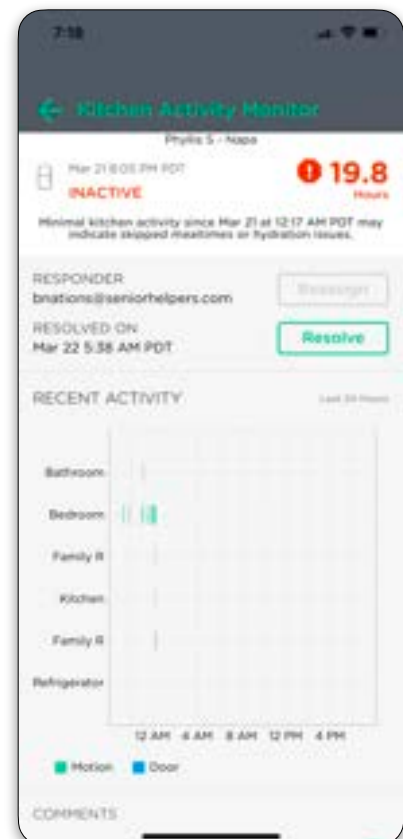 7:18
Kitchen Activity Monitor
Phyllis S - Napa
Mar 21 8:05 PM PDT
INACTIVE
19.8
Hours
Minimal kitchen activity since Mar 21 at 12:17 AM PDT may
indicate skipped mealtimes or hydration issues.
RESPONDER
bnations@seniorhelpers.com
Reassign
RESOLVED ON
Mar 22 5:38 AM PDT
Resolve
RECENT ACTIVITY
Last 24 Hours
Bathroom
Bedroom
Family R
Kitchen
Family R
Refrigerator
12 AM 4 AM 8 AM 12 PM 4 PM
Motion Door
COMMENTS